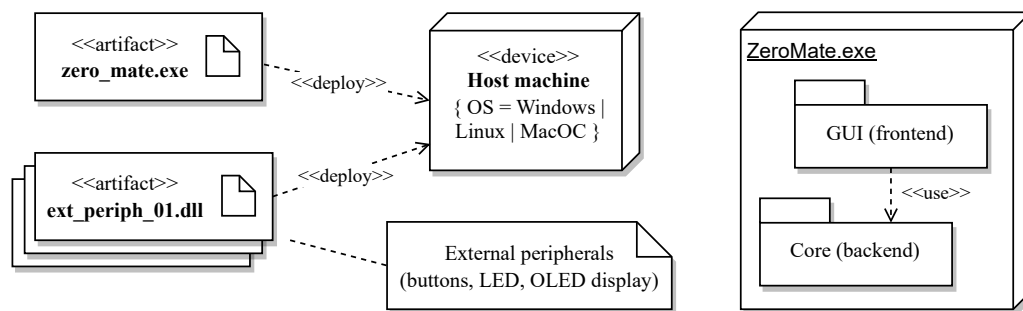 <<artifact>>
zero_mate.exe
<<deploy>>
<<device>>
Host machine
{ OS = Windows |
Linux | MacOC }
<<artifact>>
ext_periph_01.dll
<<deploy>>
External peripherals
(buttons, LED, OLED display)
ZeroMate.exe
GUI (frontend)
<<use>>
Core (backend)